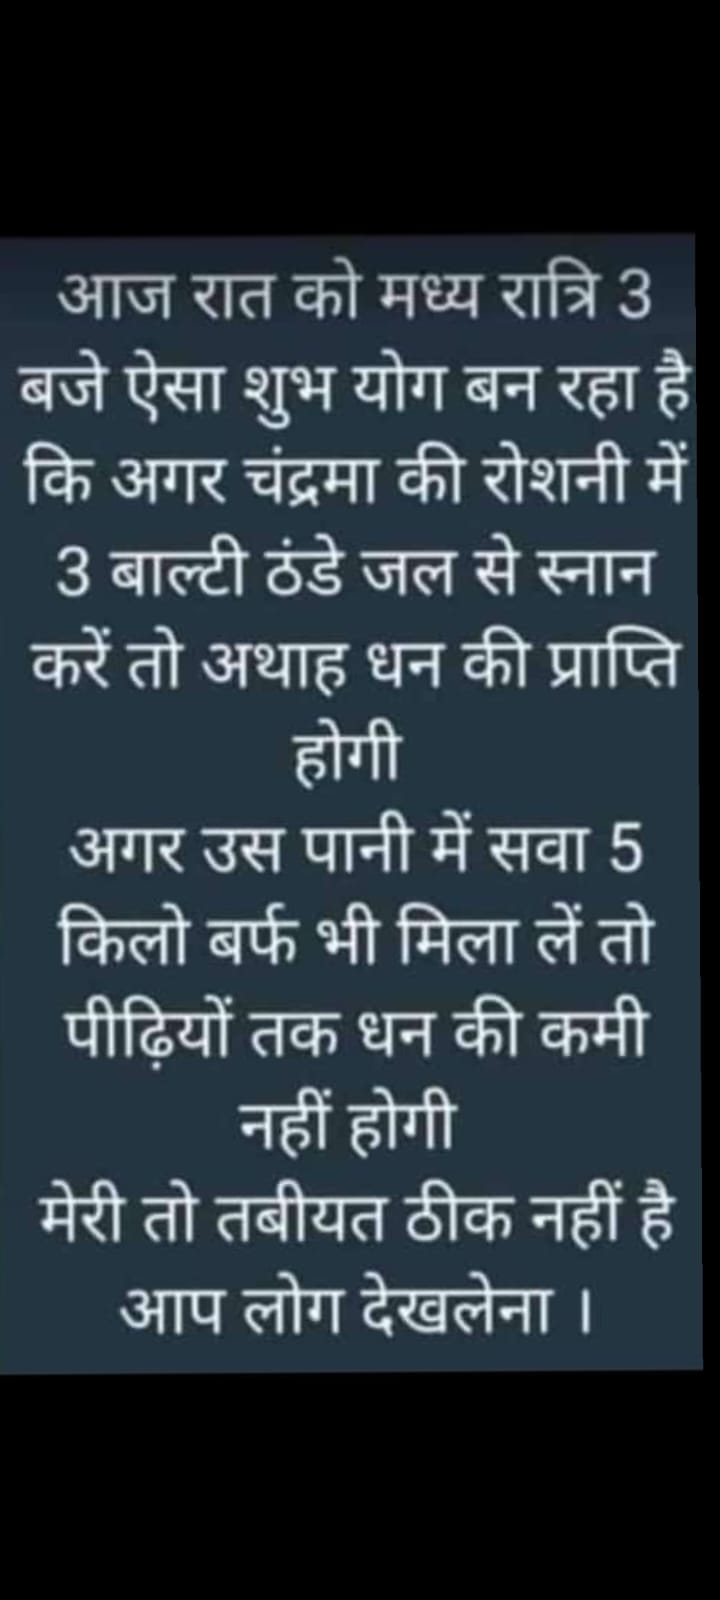 आज रात को मध्य रात्रि 3
बजे ऐसा शुभ योग बन रहा है
कि अगर चंद्रमा की रोशनी में
3 बाल्टी ठंडे जल से स्नान
करें तो अथाह धन की प्राप्ति
होगी
अगर उस पानी में सवा 5
किलो बर्फ भी मिला लें तो
पीढ़ियों तक धन की कमी
नहीं होगी
मेरी तो तबीयत ठीक नहीं है
आप लोग देखलेना ।